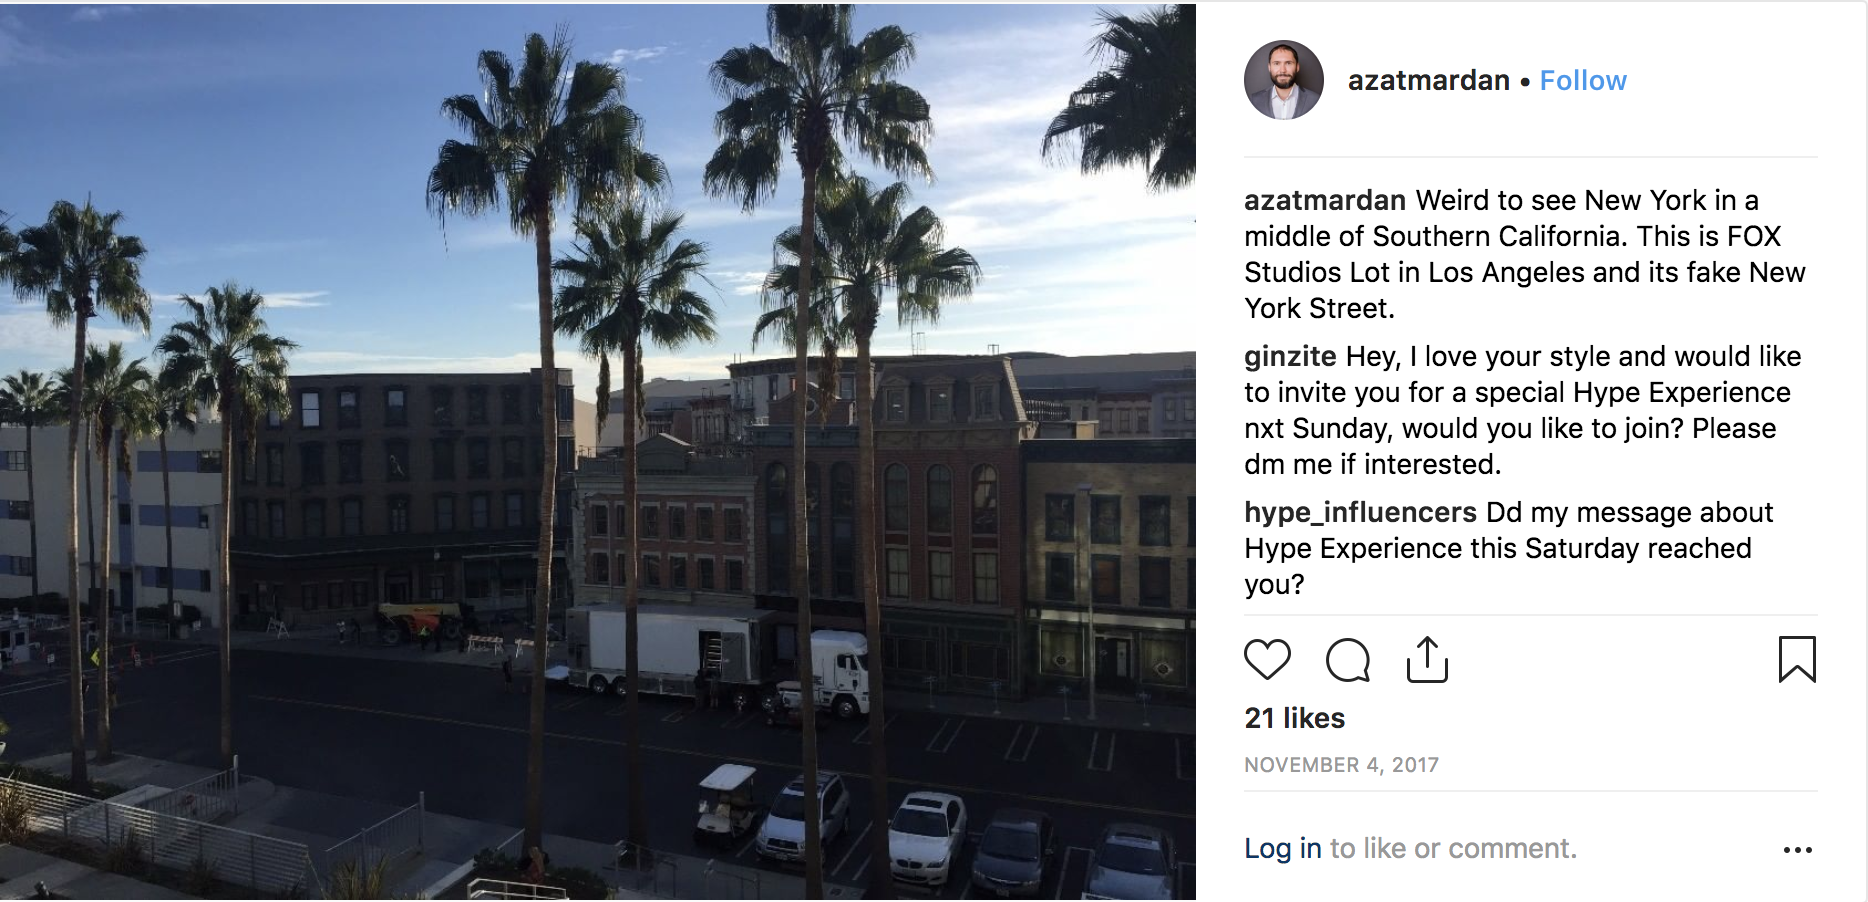 azatmardan • Follow
azatmardan Weird to see New York in a
middle of Southern California. This is FOX
Studios Lot in Los Angeles and its fake New
York Street.
ginzite Hey, I love your style and would like
to invite you for a special Hype Experience
nxt Sunday, would you like to join? Please
dm me if interested.
hype_influencers Dd my message about
Hype Experience this Saturday reached
you?
21 likes
NOVEMBER 4, 2017
Log in to like or comment.